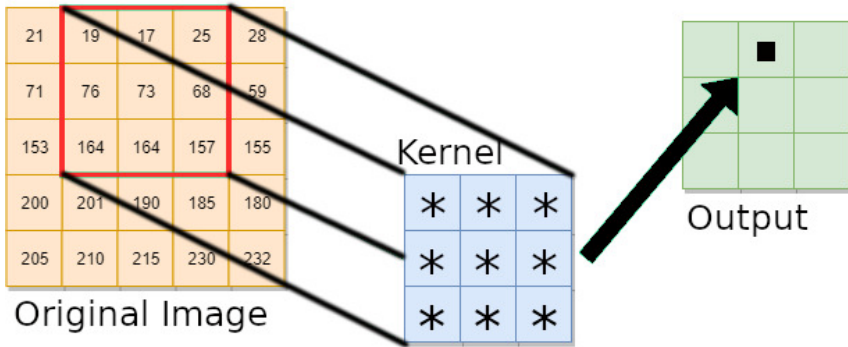 21 19 17 25 28
71 76 73 68 59
153 164 164 157 155
200 201 190 185 180
205 210 215 230 232
Original Image
Kernel
* * *
* * *
* * *
Output